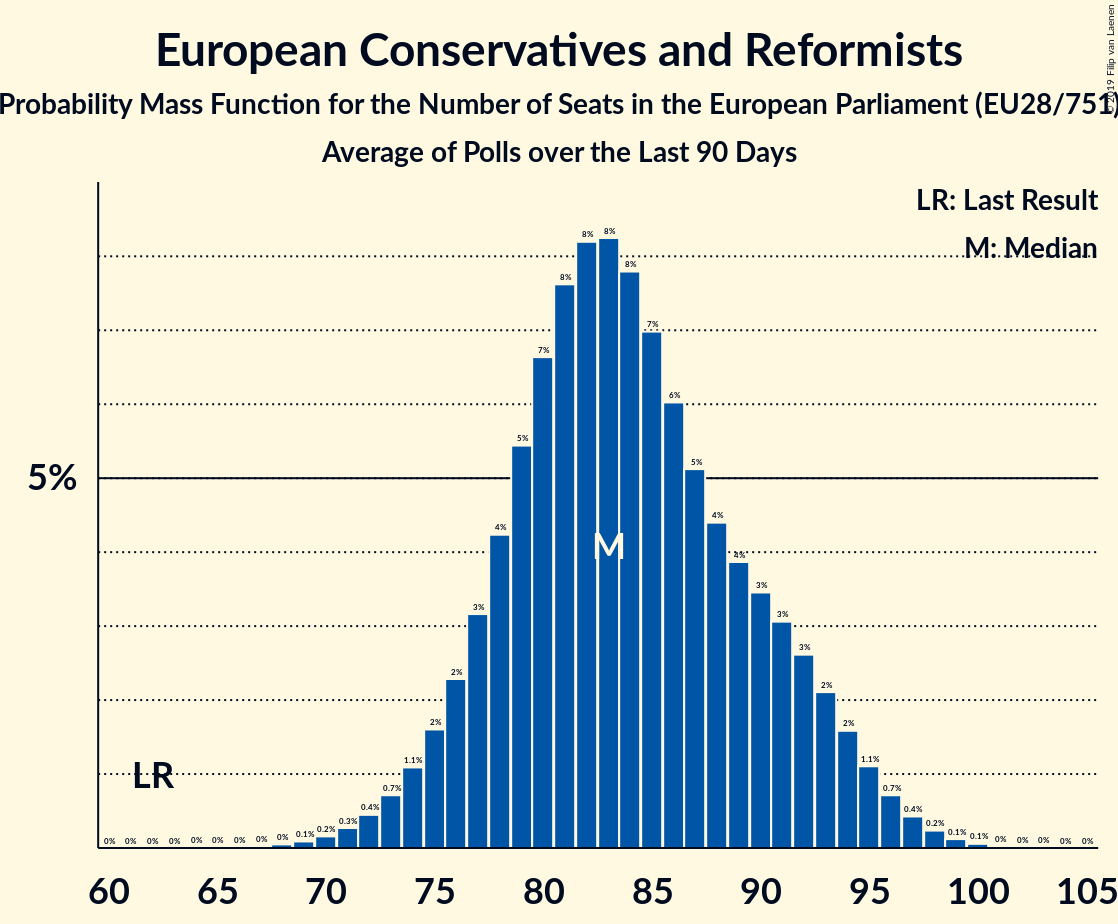 European Conservatives and Reformists
Probability Mass Function for the Number of Seats in the European Parliament (EU28/751)
Average of Polls over the Last 90 Days
© 2019 Filip van Laenen
LR: Last Result
M: Median
5%
LR
M
0% 0% 0% 0% 0% 0% 0% 0% 0% 0.1% 0.2% 0.3% 0.4% 0.7% 1.1% 2% 2% 3% 4% 5% 7% 8% 8% 8% 8% 7% 6% 5% 4% 4% 3% 3% 3% 2% 2% 1.1% 0.7% 0.4% 0.2% 0.1% 0.1% 0% 0% 0% 0% 0%
60 65 70 75 80 85 90 95 100 105